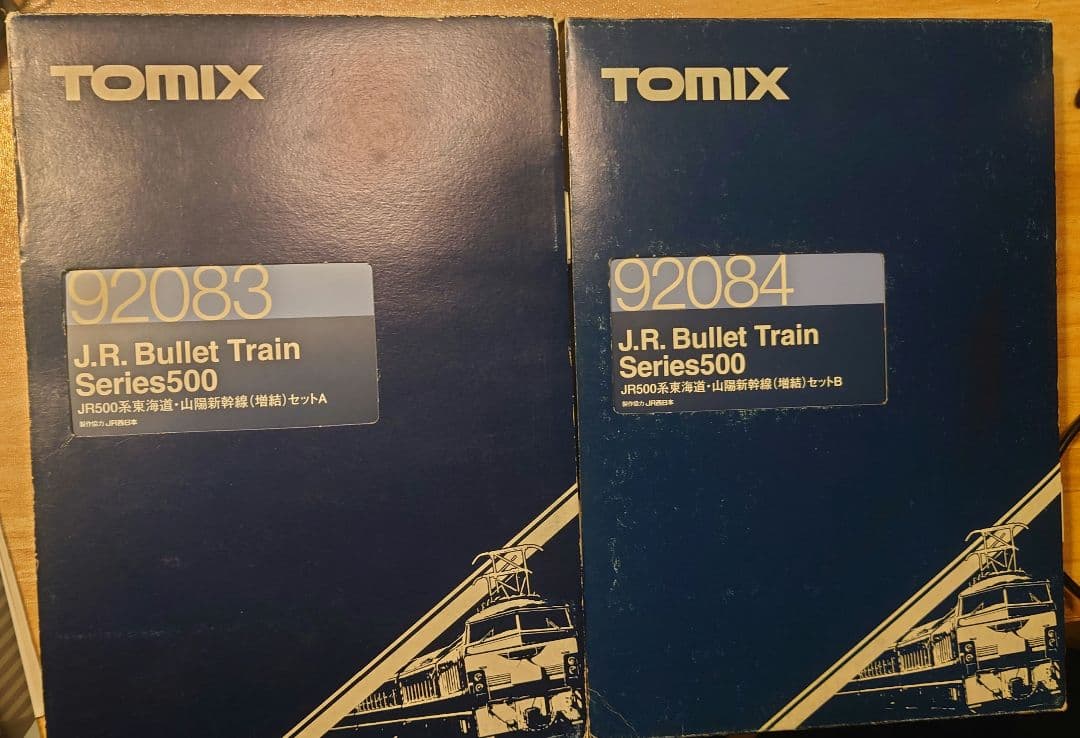 TOMIX
92083
J.R. Bullet Train
Series500
JR500系東海道・山陽新幹線(増結)セットA
製作協力 JR西日本
TOMIX
92084
J.R. Bullet Train
Series500
JR500系東海道・山陽新幹線(増結)セットB
製作協力 JR西日本